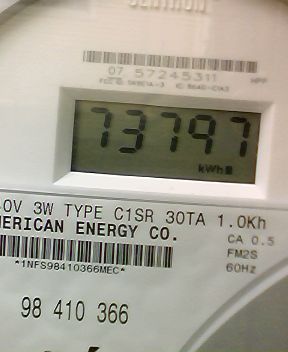 CENTRON
07 57245311
73797
kWh
0V 3W TYPE C1SR 30TA 1.0Kh
MERICAN ENERGY CO.
CA 0.5
FM2S
60Hz
*1NFS98410366MEC*
98 410 366